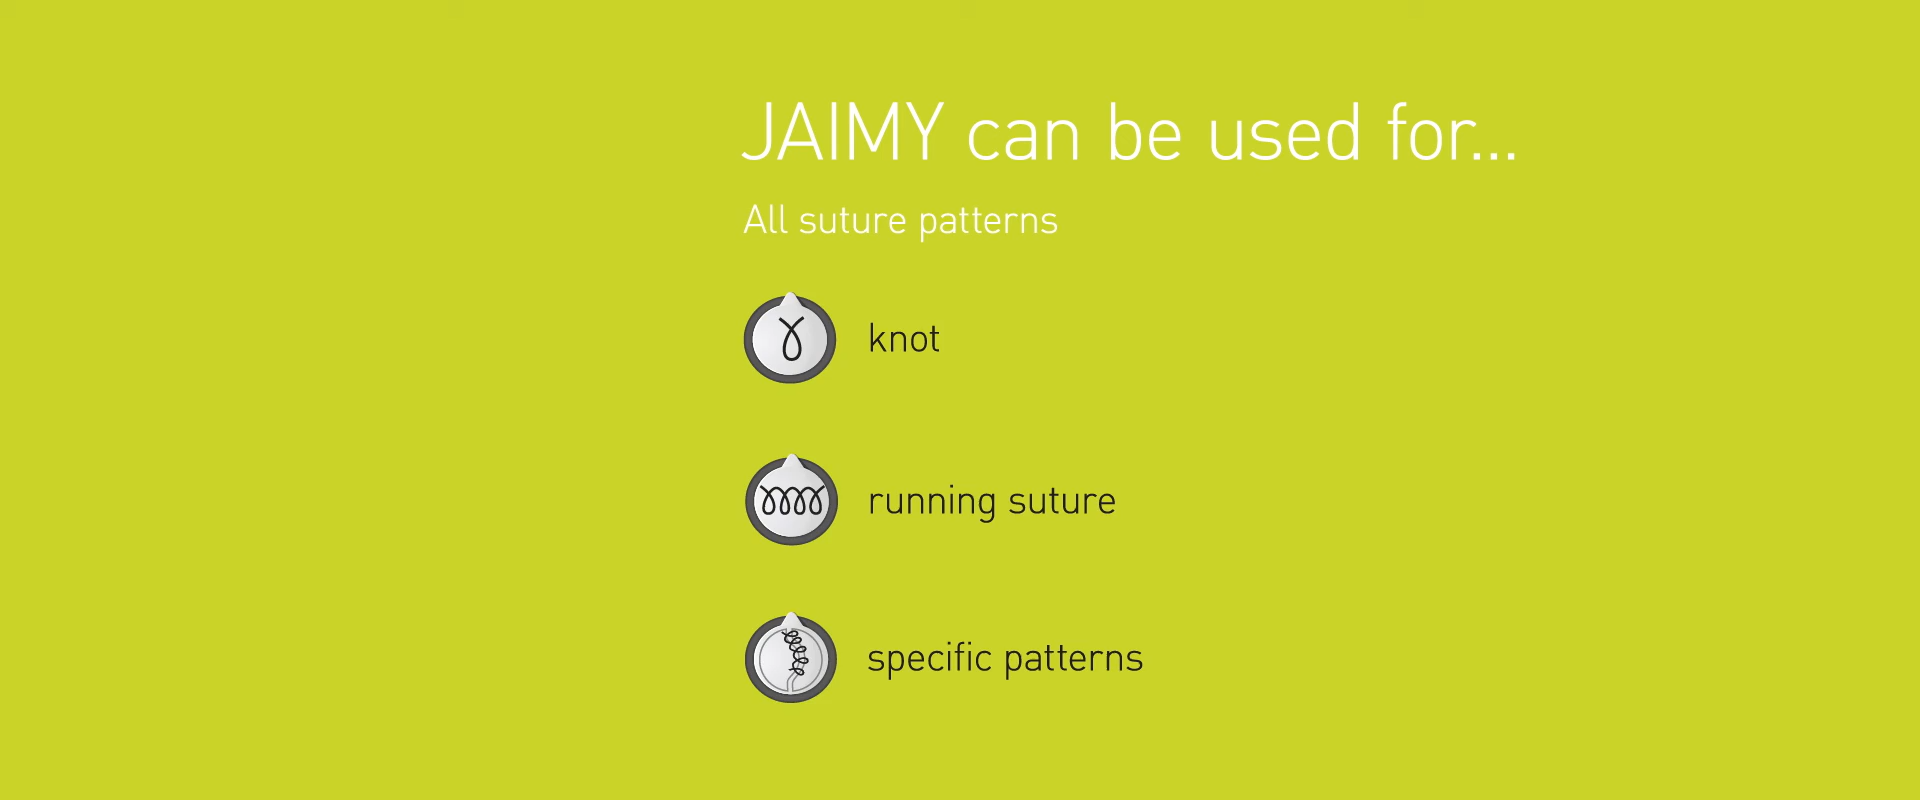 JAIMY can be used for...
All suture patterns
knot
running suture
specific patterns